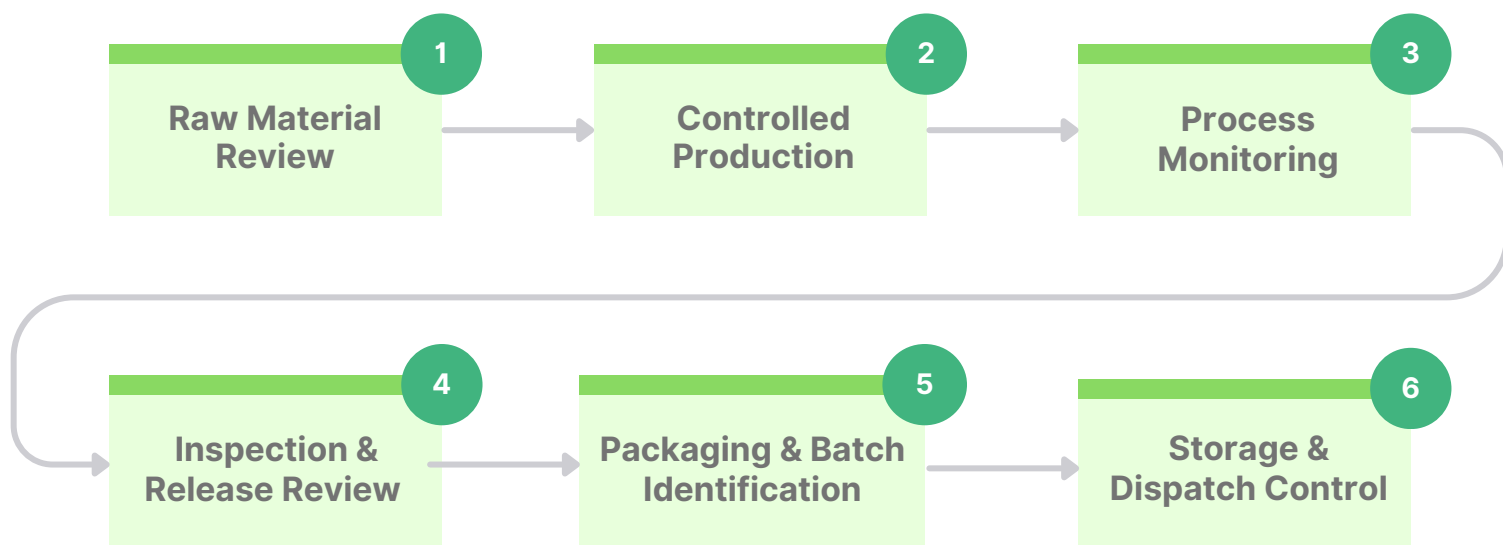 1
Raw Material
Review
2
Controlled
Production
3
Process
Monitoring
4
Inspection &
Release Review
5
Packaging & Batch
Identification
6
Storage &
Dispatch Control